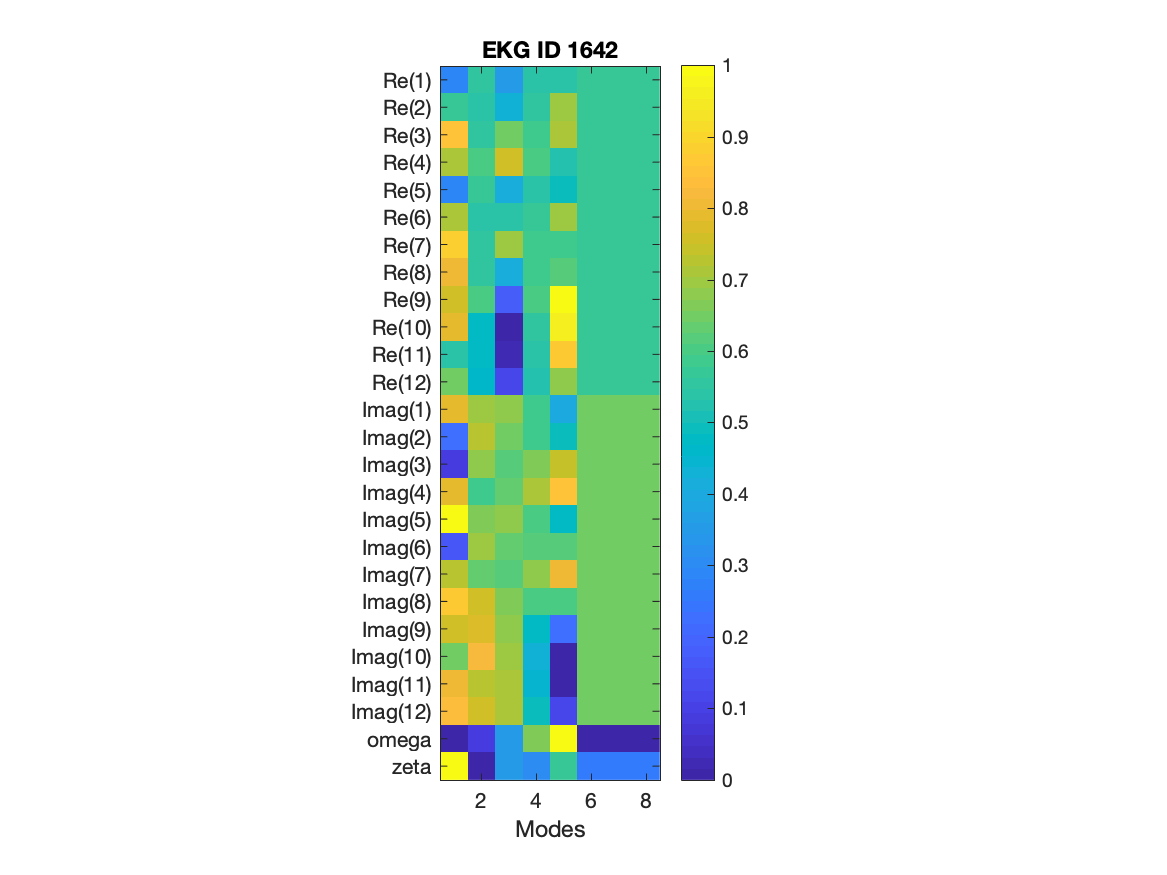 EKG ID 1642
Re(1)
Re(2)
Re(3)
Re(4)
Re(5)
Re(6)
Re(7)
Re(8)
Re(9)
Re(10)
Re(11)
Re(12)
Imag(1)
Imag(2)
Imag(3)
Imag(4)
Imag(5)
Imag(6)
Imag(7)
Imag(8)
Imag(9)
Imag(10)
Imag(11)
Imag(12)
omega
zeta
2 4 6 8
Modes
1
0.9
0.8
0.7
0.6
0.5
0.4
0.3
0.2
0.1
0